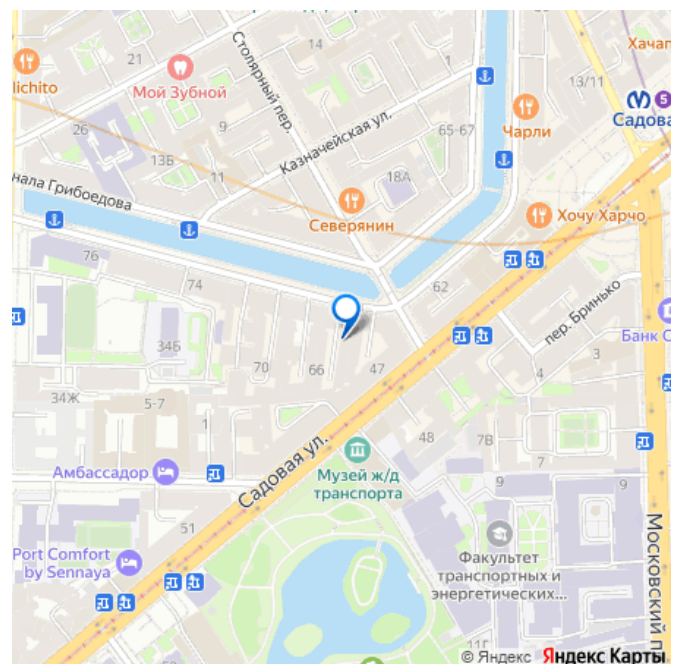 14
Столярный пер.
21
Мой Зубной
lichito
Хачап
13/11
5
Садова
Чарли
9
26
65-67
Казначейская ул.
13Б
11
18А
нала Грибоедова
Северянин
Хочу Харчо
76
74
62
пер. Бринько
Банк С
34Б
70
66
47
3
4
34Ж
5-7
1
48
7В
7
Садовая ул.
Музей ж/д
транспорта
Амбассадор
9
9
51
Port Comfort
by Sennaya
Факультет
транспортных и
энергетических...
Московский п
11Г
© Яндекс Яндекс Карты